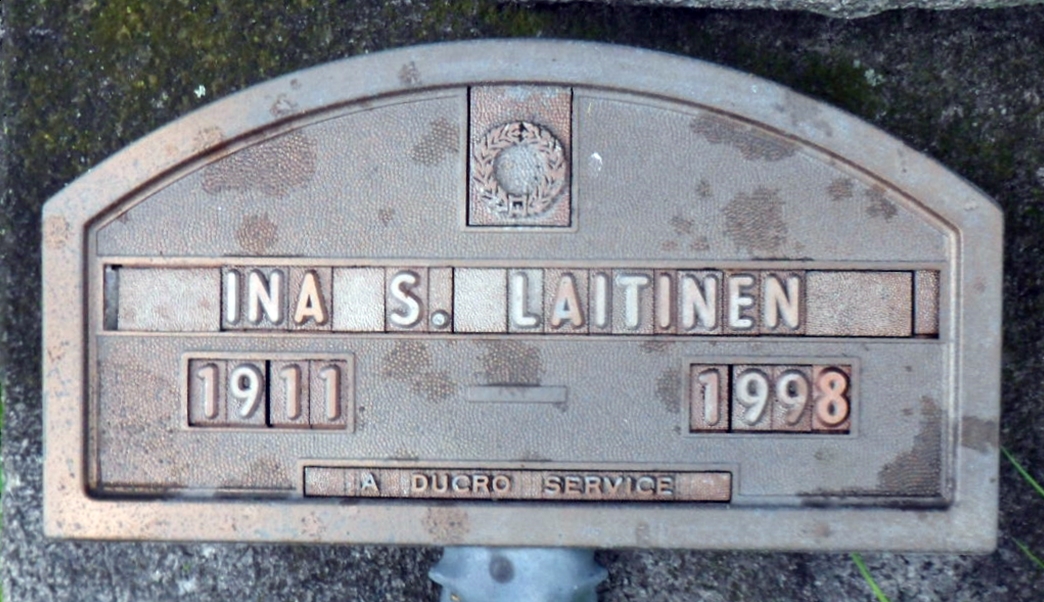 INA S. LAITINEN
1911 1998
A DUCRO SERVICE